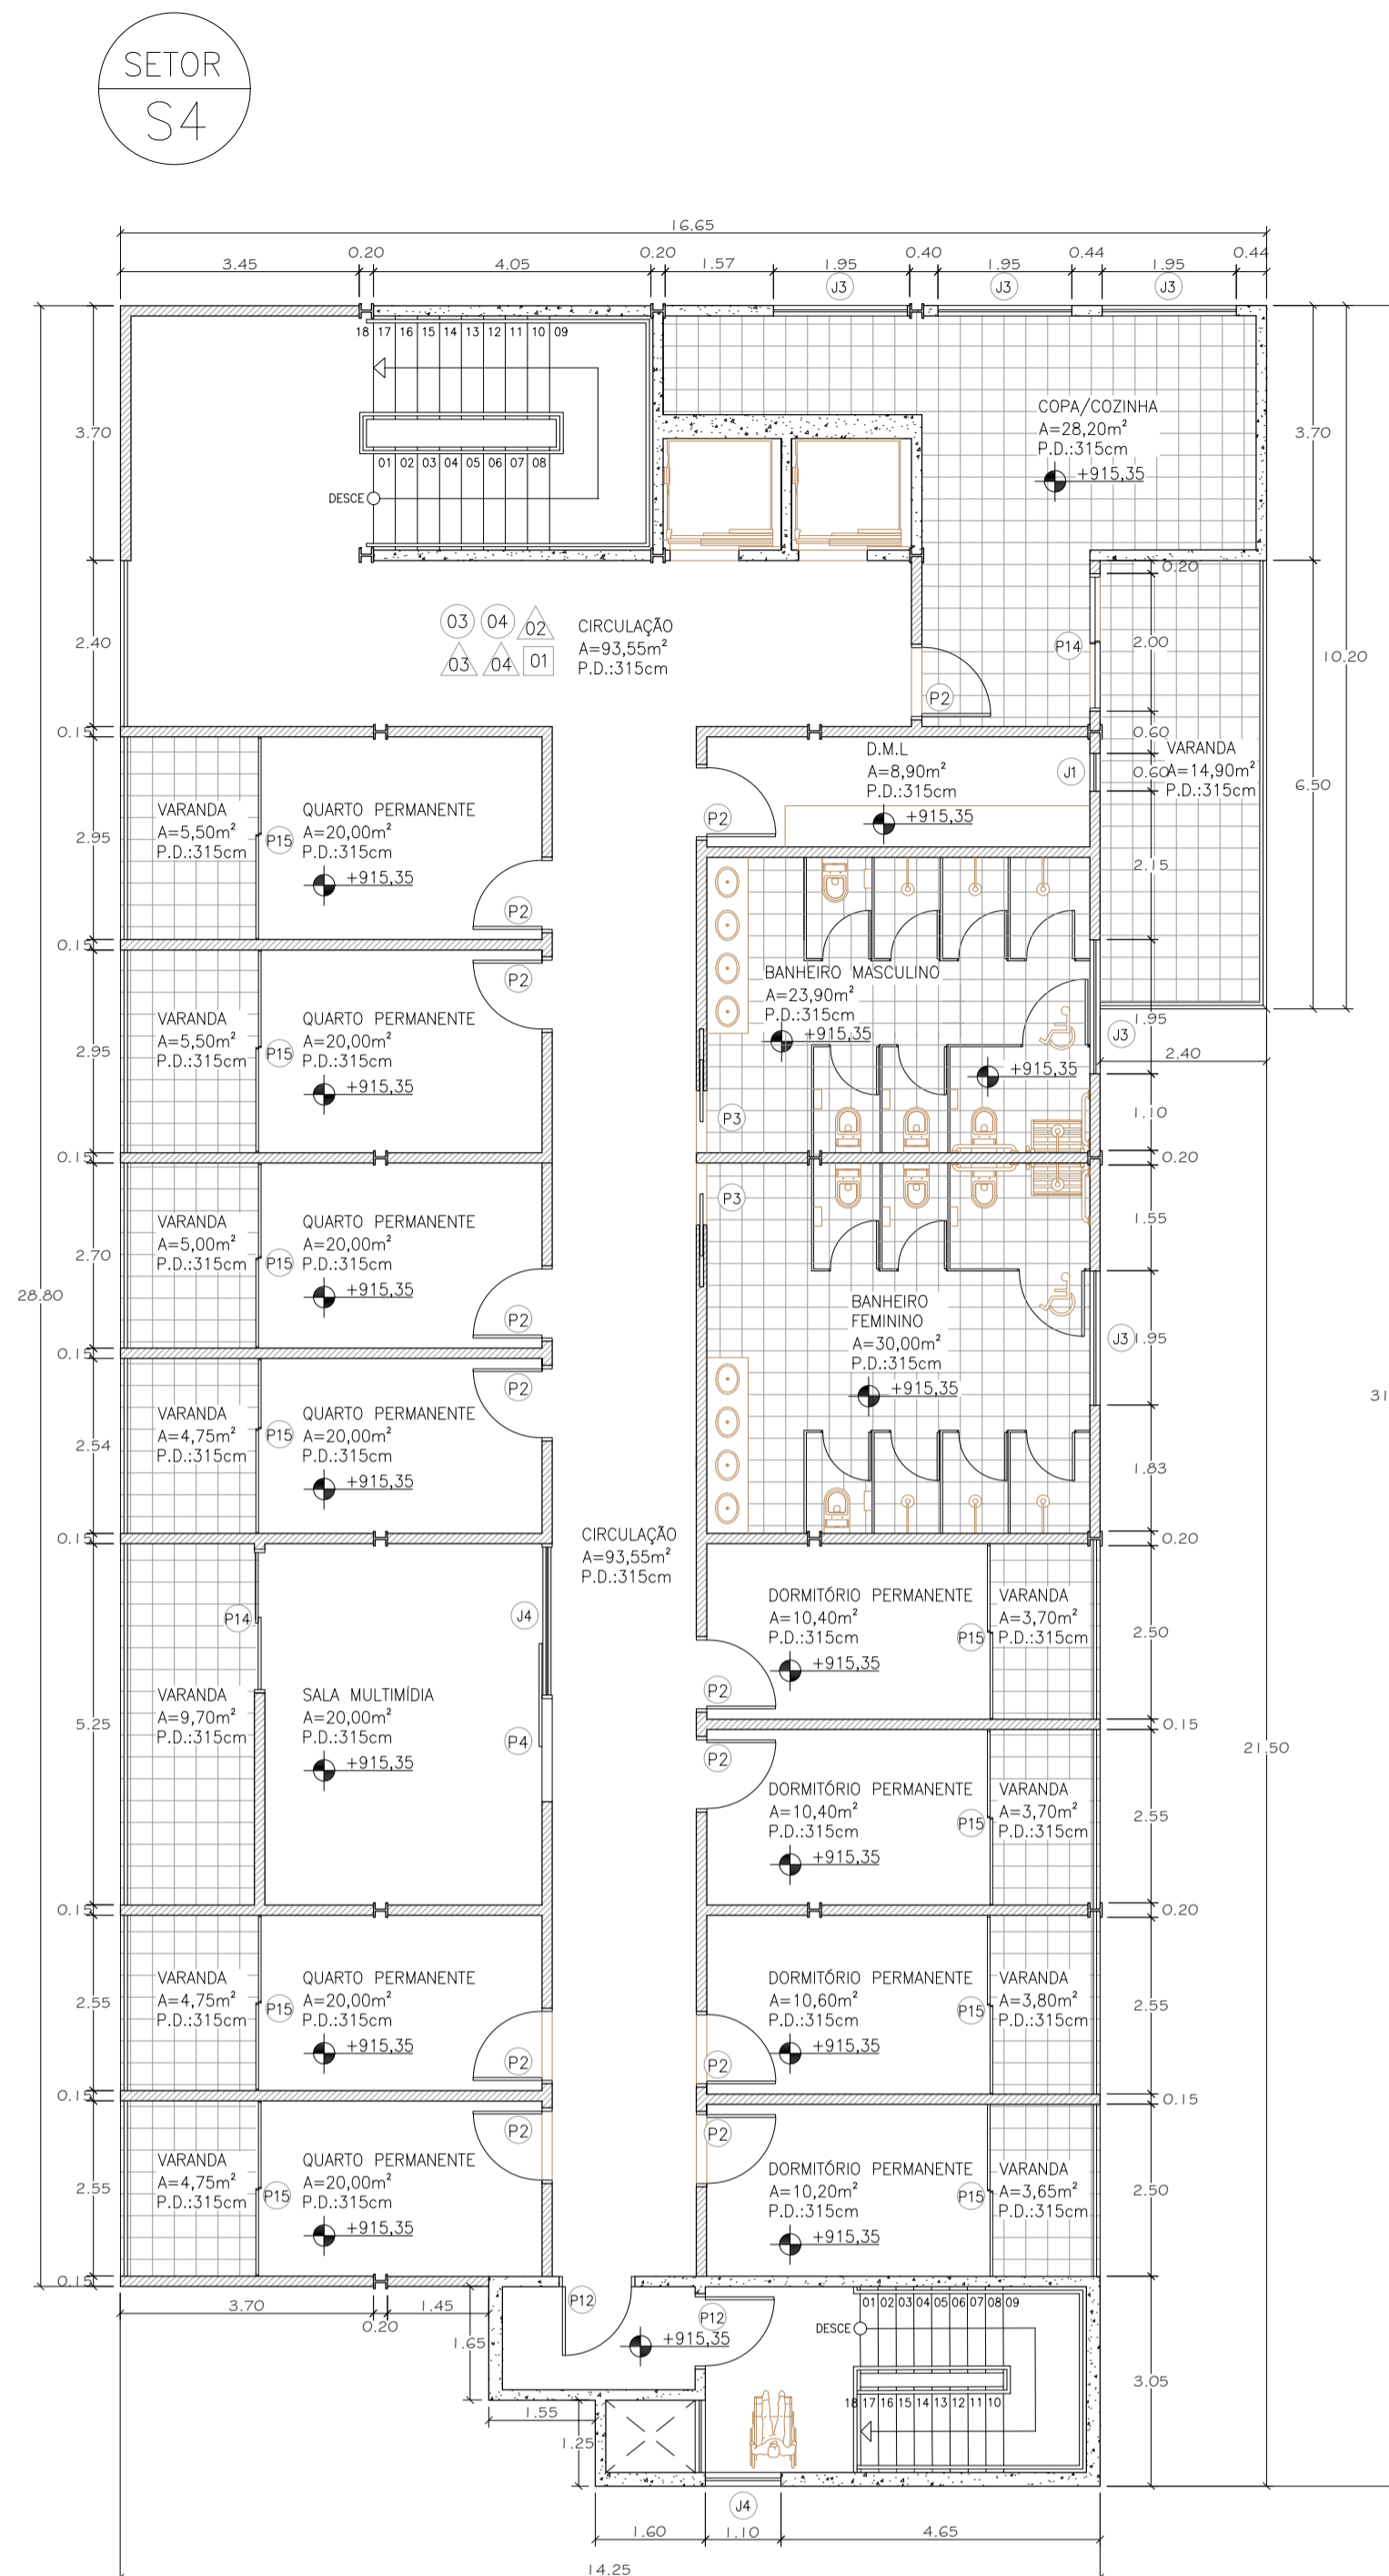 SETOR
S4
16.65
3.45
0.20
4.05
0.20
1.57
1.95
0.40
1.95
0.44
1.95
0.44
J3
J3
J3
18 17 16 15 14 13 12 11 10 09
01 02 03 04 05 06 07 08
DESCE
3.70
COPA/COZINHA
A=28,20m²
P.D.:315cm
+915,35
3.70
0.20
2.40
03 04 02
03 04 01
CIRCULAÇÃO
A=93,55m²
P.D.:315cm
P14
2.00
10.20
P2
0.15
0.60
D.M.L
A=8,90m²
P.D.:315cm
+915,35
J1
0.60
VARANDA
A=14,90m²
P.D.:315cm
6.50
P2
VARANDA
A=5,50m²
P.D.:315cm
P15
QUARTO PERMANENTE
A=20,00m²
P.D.:315cm
+915,35
2.95
P2
2.15
0.15
P2
BANHEIRO MASCULINO
A=23,90m²
P.D.:315cm
+915,35
+915,35
VARANDA
A=5,50m²
P.D.:315cm
P15
QUARTO PERMANENTE
A=20,00m²
P.D.:315cm
+915,35
2.95
1.95
J3
2.40
P3
1.10
0.15
0.20
P3
VARANDA
A=5,00m²
P.D.:315cm
P15
QUARTO PERMANENTE
A=20,00m²
P.D.:315cm
+915,35
2.70
1.55
28.80
P2
BANHEIRO
FEMININO
A=30,00m²
P.D.:315cm
+915,35
J3
1.95
0.15
P2
31
VARANDA
A=4,75m²
P.D.:315cm
P15
QUARTO PERMANENTE
A=20,00m²
P.D.:315cm
+915,35
2.54
1.83
0.15
0.20
CIRCULAÇÃO
A=93,55m²
P.D.:315cm
P14
J4
DORMITÓRIO PERMANENTE
A=10,40m²
P.D.:315cm
+915,35
P15
VARANDA
A=3,70m²
P.D.:315cm
2.50
P2
VARANDA
A=9,70m²
P.D.:315cm
SALA MULTIMÍDIA
A=20,00m²
P.D.:315cm
+915,35
5.25
P4
0.15
21.50
P2
DORMITÓRIO PERMANENTE
A=10,40m²
P.D.:315cm
+915,35
P15
VARANDA
A=3,70m²
P.D.:315cm
2.55
0.15
0.20
VARANDA
A=4,75m²
P.D.:315cm
P15
QUARTO PERMANENTE
A=20,00m²
P.D.:315cm
+915,35
2.55
P2
P2
DORMITÓRIO PERMANENTE
A=10,60m²
P.D.:315cm
+915,35
P15
VARANDA
A=3,80m²
P.D.:315cm
2.55
0.15
0.15
P2
P2
VARANDA
A=4,75m²
P.D.:315cm
P15
QUARTO PERMANENTE
A=20,00m²
P.D.:315cm
+915,35
2.55
DORMITÓRIO PERMANENTE
A=10,20m²
P.D.:315cm
+915,35
P15
VARANDA
A=3,65m²
P.D.:315cm
2.50
0.15
3.70
0.20
1.45
1.65
P12
P12
+915,35
01 02 03 04 05 06 07 08 09
DESCE
18 17 16 15 14 13 12 11 10
3.05
1.55
1.25
J4
1.60
1.10
4.65
14.25